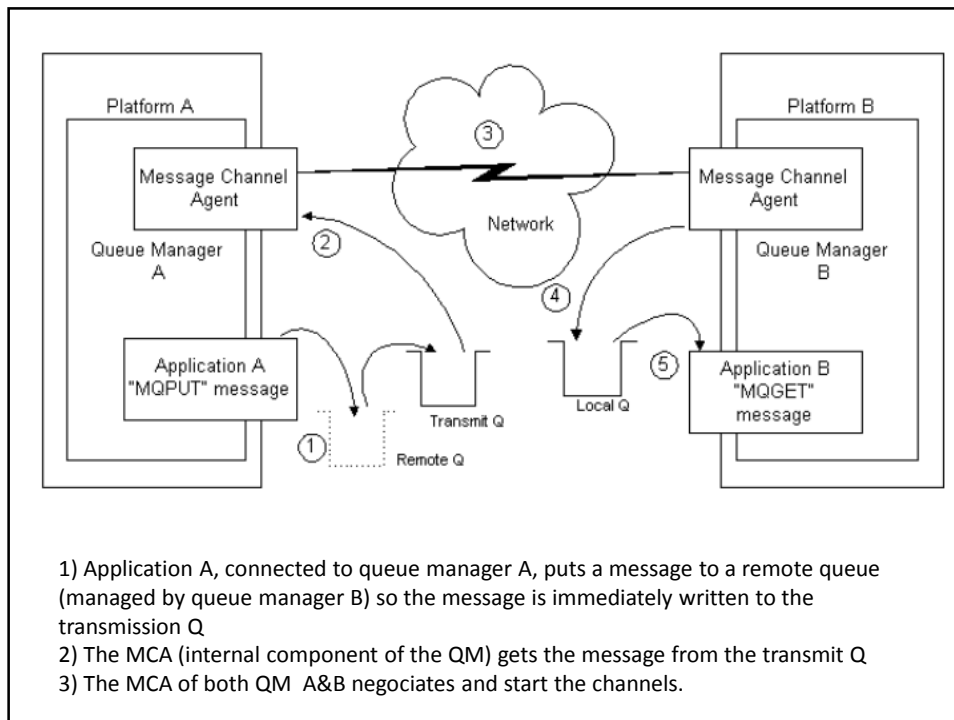 Platform A
Platform B
3
Message Channel
Agent
Message Channel
Agent
Network
2
Queue Manager
A
Queue Manager
B
4
Application A
"MQPUT" message
5
Application B
"MQGET"
message
Transmit Q
Local Q
1
Remote Q
1) Application A, connected to queue manager A, puts a message to a remote queue
(managed by queue manager B) so the message is immediately written to the
transmission Q
2) The MCA (internal component of the QM) gets the message from the transmit Q
3) The MCA of both QM  A&B negociates and start the channels.